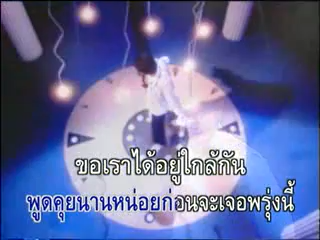 ขอเราได้อยู่ใกล้กัน
พูดคุยนานหน่อยก่อนจะเจอพรุ่งนี้